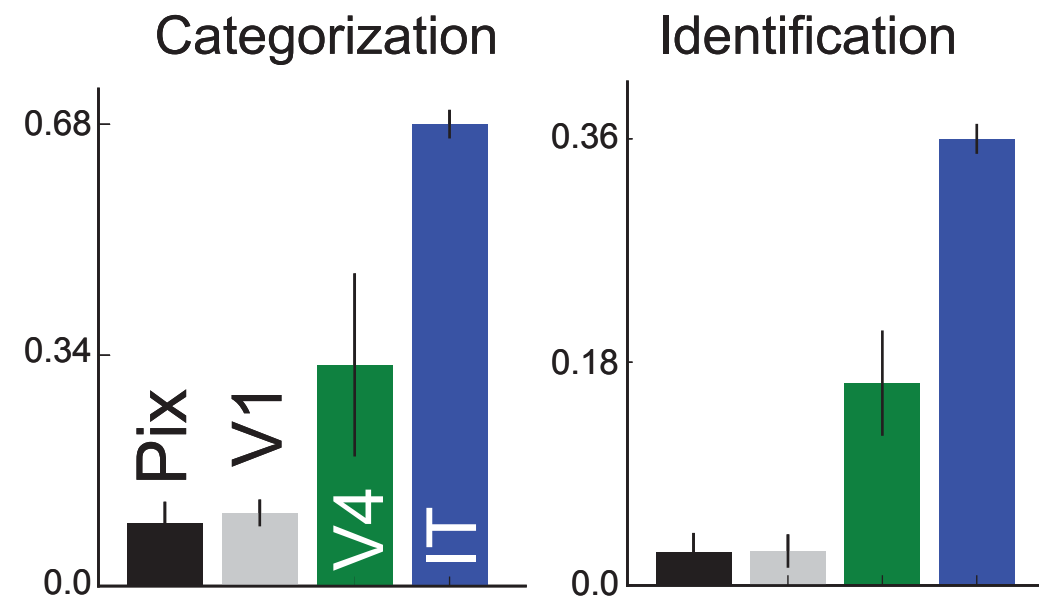 Categorization
0.68
0.34
0.0
Pix
V1
V4
IT
Identification
0.36
0.18
0.0